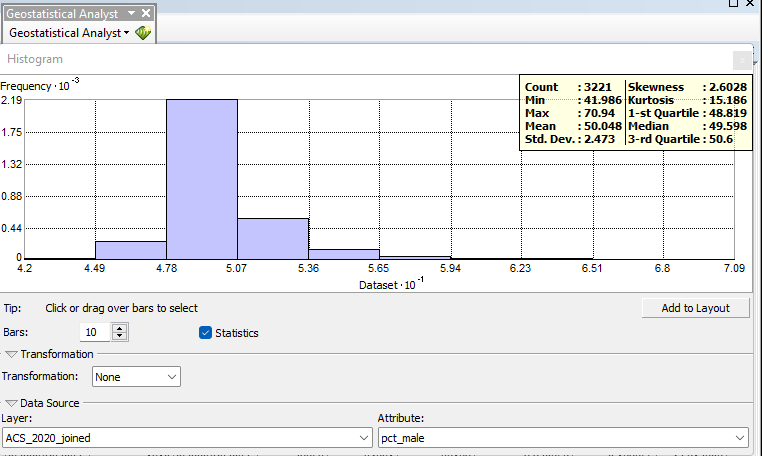 Geostatistical Analyst
Geostatistical Analyst
Histogram
Frequency · 10 -3
Count : 3221 Skewness : 2.6028
Min : 41.986 Kurtosis : 15.186
Max : 70.94 1-st Quartile : 48.819
Mean : 50.048 Median : 49.598
Std. Dev. : 2.473 3-rd Quartile : 50.6
2.19
1.75
1.32
0.88
0.44
0
4.2 4.49 4.78 5.07 5.36 5.65 5.94 6.23 6.51 6.8 7.09
Dataset · 10 -1
Tip: Click or drag over bars to select Add to Layout
Bars: 10 Statistics
Transformation
Transformation: None
Data Source
Layer: Attribute:
ACS_2020_joined pct_male